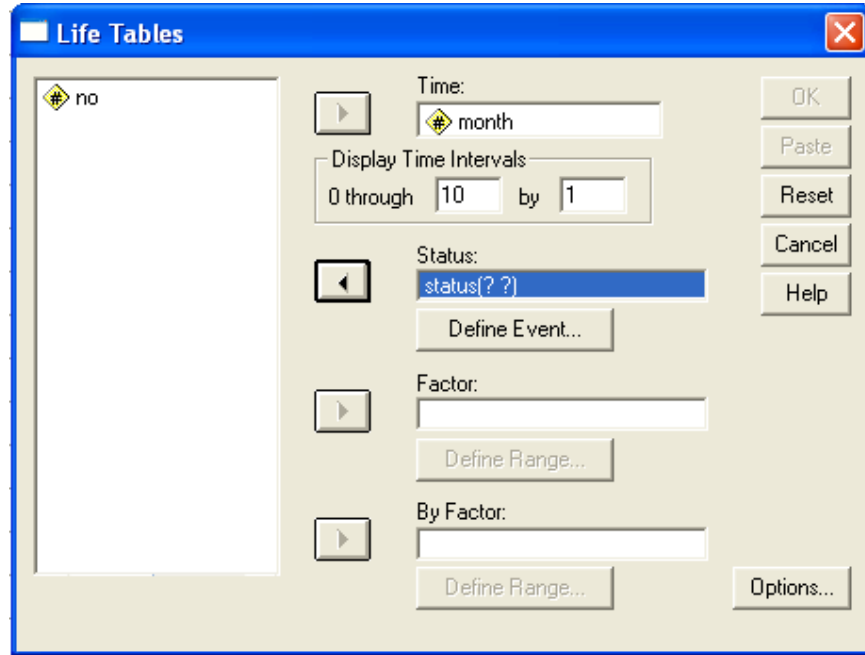 Life Tables
# no
Time:
# month
Display Time Intervals
0 through 10 by 1
Status:
status(? ?)
Define Event...
Factor:
Define Range...
By Factor:
Define Range...
OK
Paste
Reset
Cancel
Help
Options...